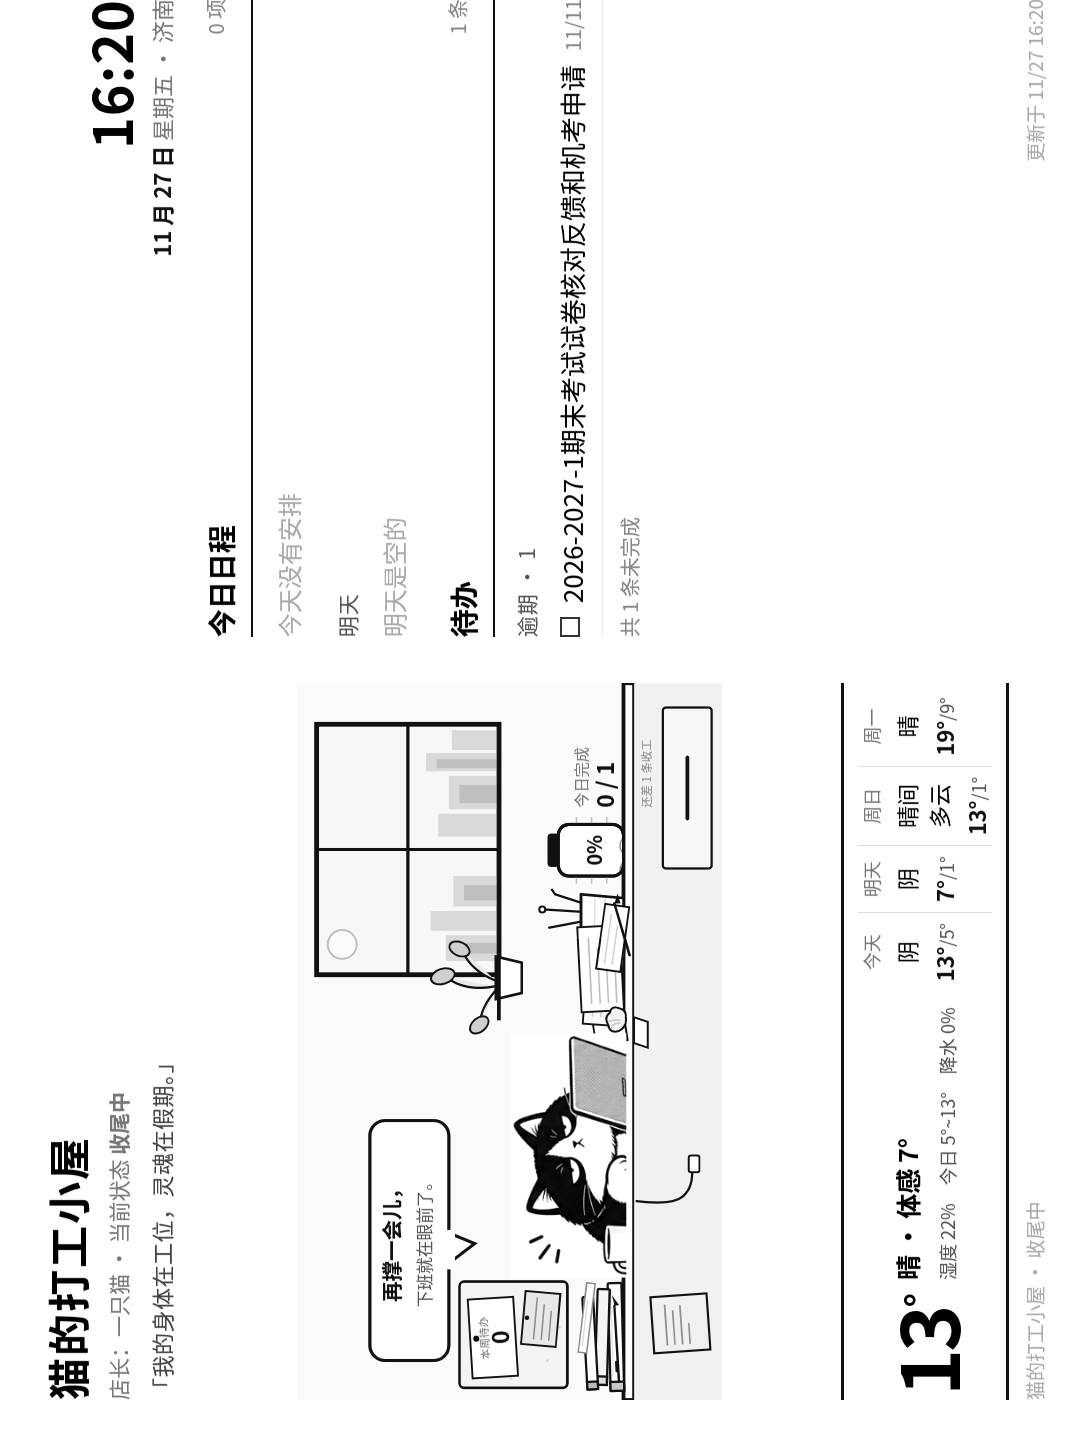 猫的打工小屋
店长：一只猫 · 当前状态 收尾中
「我的身体在工位，灵魂在假期。」
再撑一会儿，
下班就在眼前了。
本周待办
0
0%
今日完成
0 / 1
还差 1 条收工
13° 晴 · 体感 7°
湿度 22% 今日 5°~13° 降水 0%
今天
阴
13°/5°
明天
阴
7°/1°
周日
晴间
多云
13°/1°
周一
晴
19°/9°
猫的打工小屋 · 收尾中
16:20
11 月 27 日 星期五 · 济南
今日日程 0 项
今天没有安排
明天
明天是空的
待办 1 条
逾期 · 1
2026-2027-1期末考试试卷核对反馈和机考申请 11/11
共 1 条未完成
更新于 11/27 16:20